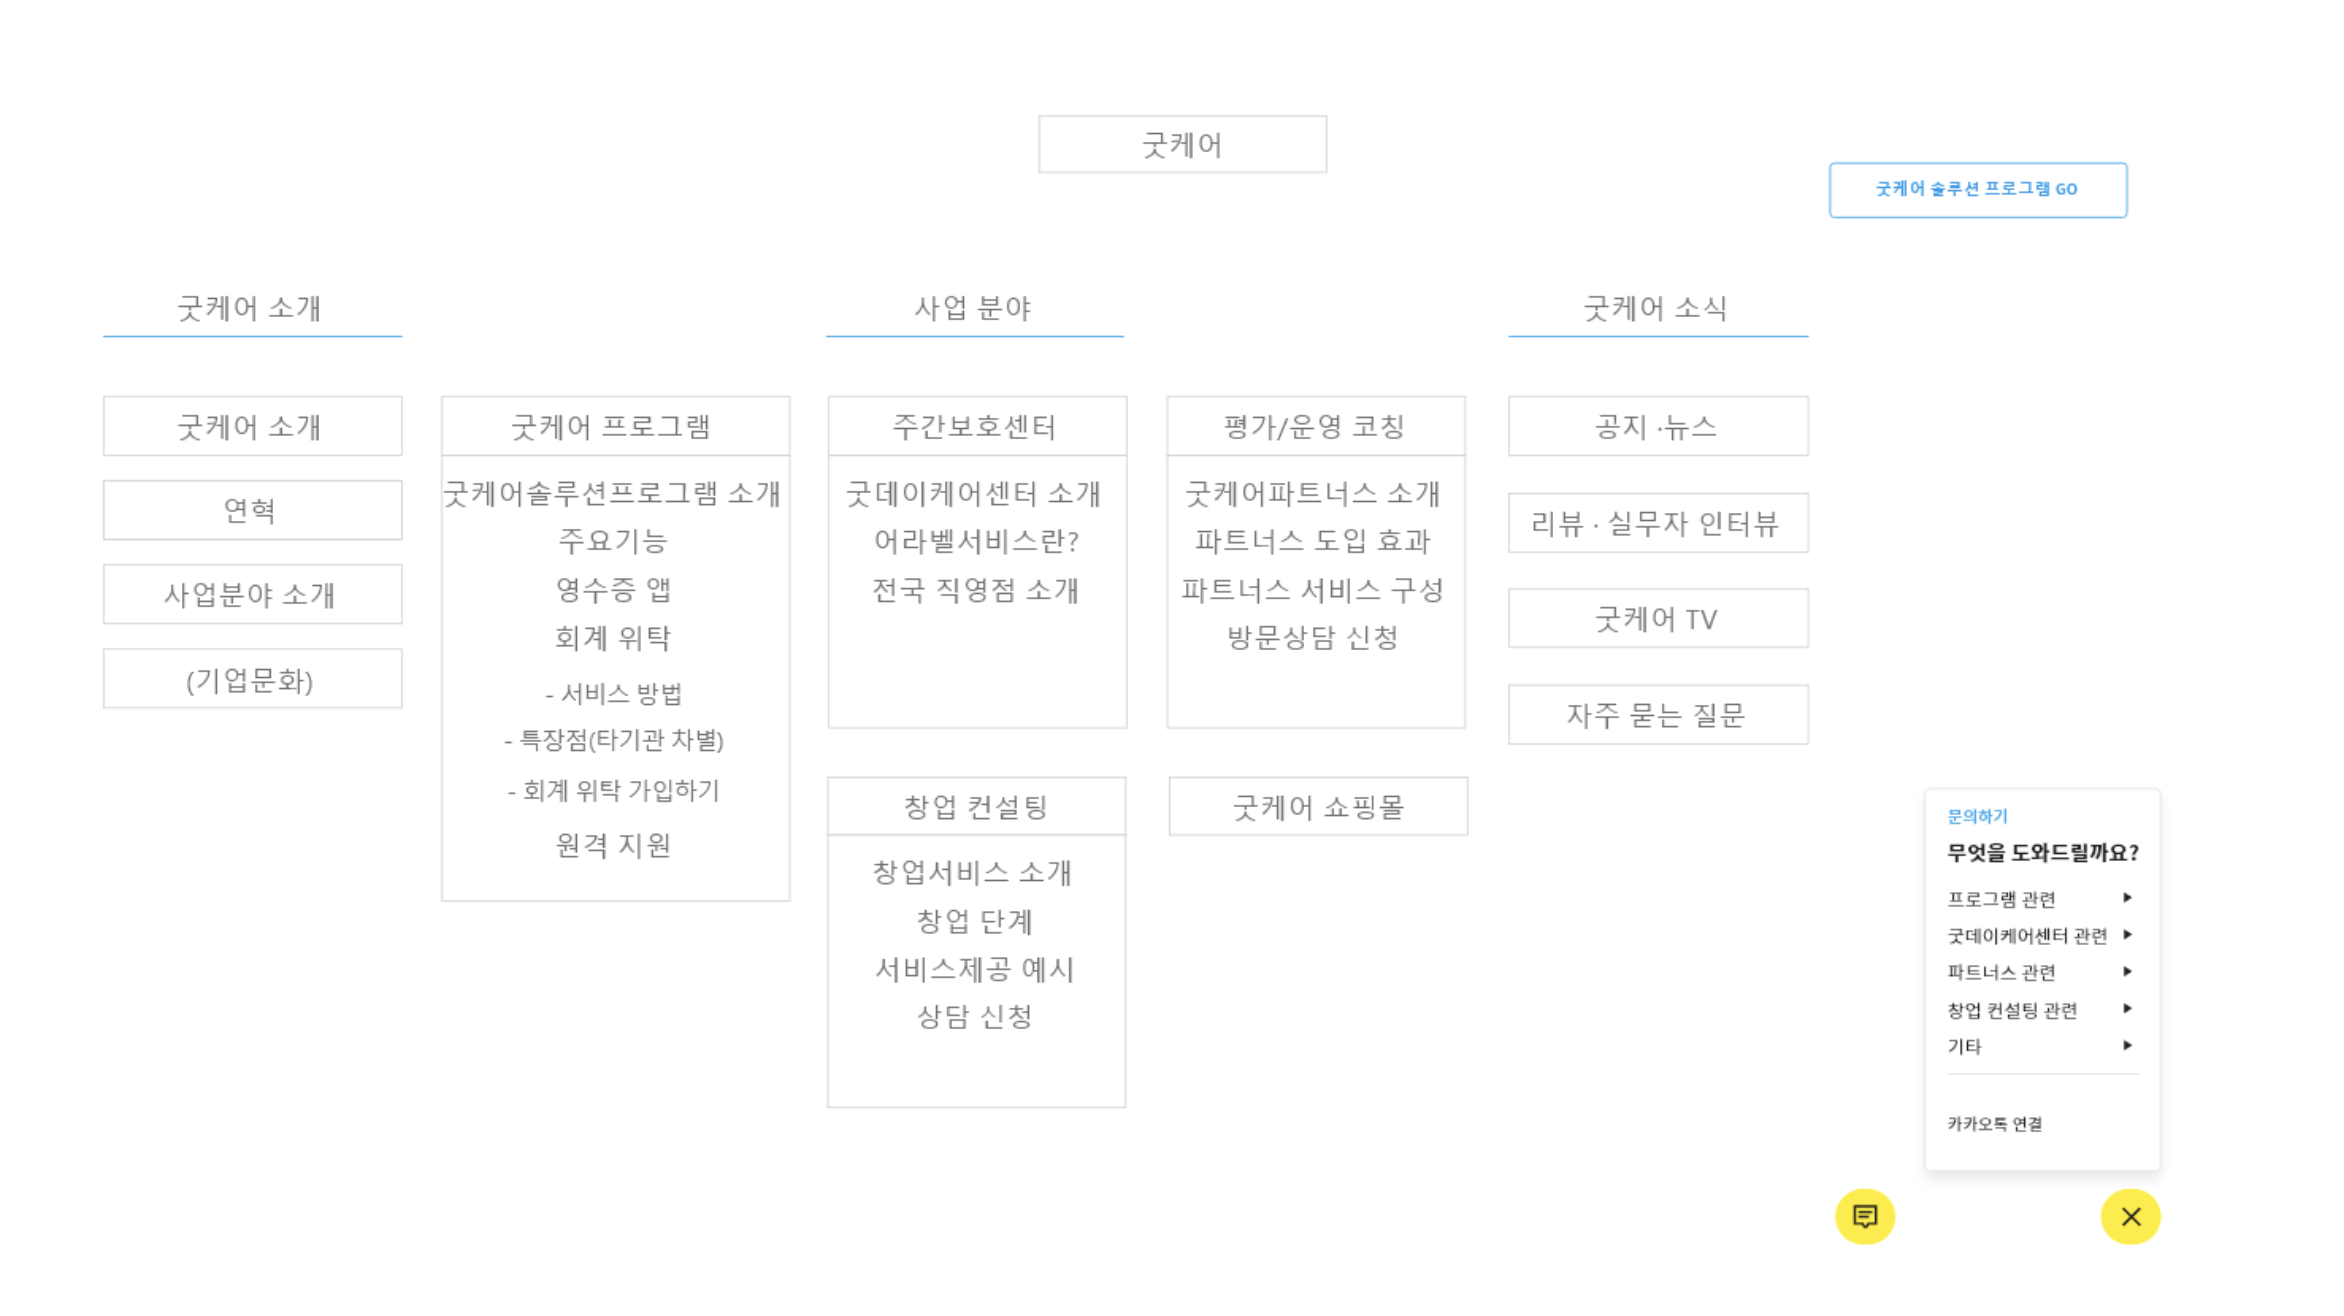 굿케어
굿케어 솔루션 프로그램 GO
굿케어 소개
사업 분야
굿케어 소식
굿케어 소개
연혁
사업분야 소개
(기업문화)
굿케어 프로그램
굿케어솔루션프로그램 소개
주요기능
영수증 앱
회계 위탁
- 서비스 방법
- 특장점(타기관 차별)
- 회계 위탁 가입하기
원격 지원
주간보호센터
굿데이케어센터 소개
어라벨서비스란?
전국 직영점 소개
평가/운영 코칭
굿케어파트너스 소개
파트너스 도입 효과
파트너스 서비스 구성
방문상담 신청
창업 컨설팅
창업서비스 소개
창업 단계
서비스제공 예시
상담 신청
굿케어 쇼핑몰
공지 ·뉴스
리뷰 · 실무자 인터뷰
굿케어 TV
자주 묻는 질문
문의하기
무엇을 도와드릴까요?
프로그램 관련
굿데이케어센터 관련
파트너스 관련
창업 컨설팅 관련
기타
카카오톡 연결